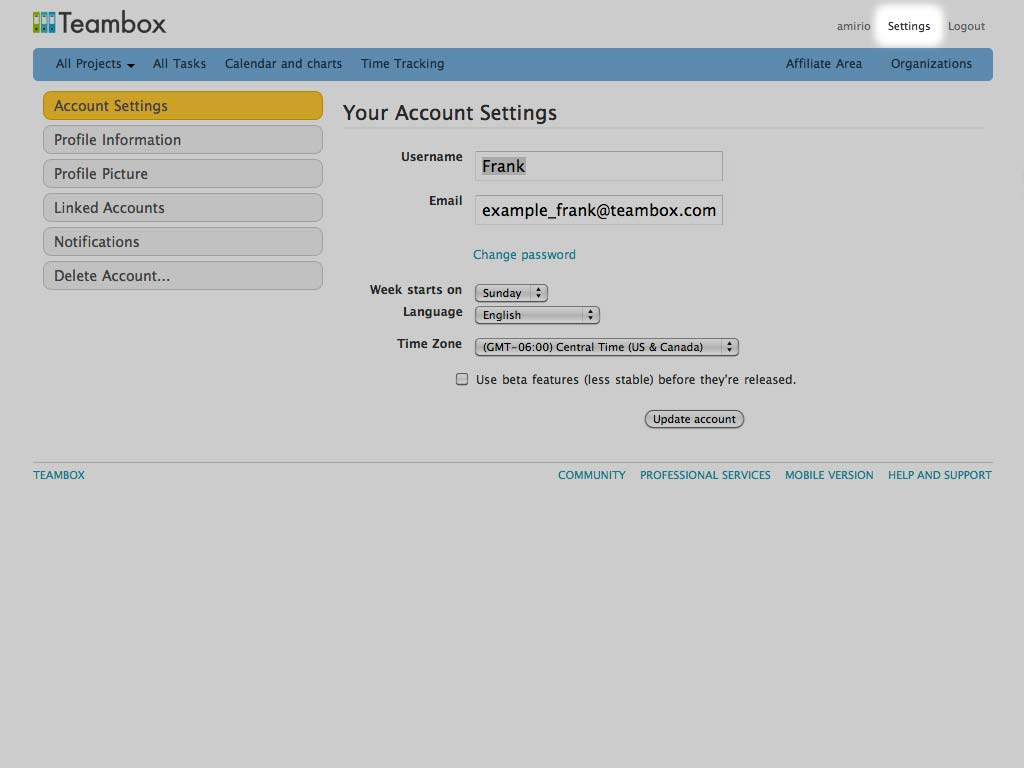 Teambox
amirio Settings Logout
All Projects All Tasks Calendar and charts Time Tracking Affiliate Area Organizations
Account Settings
Profile Information
Profile Picture
Linked Accounts
Notifications
Delete Account...
Your Account Settings
Username Frank
Email example_frank@teambox.com
Change password
Week starts on Sunday
Language English
Time Zone (GMT-06:00) Central Time (US & Canada)
Use beta features (less stable) before they're released.
Update account
TEAMBOX COMMUNITY PROFESSIONAL SERVICES MOBILE VERSION HELP AND SUPPORT